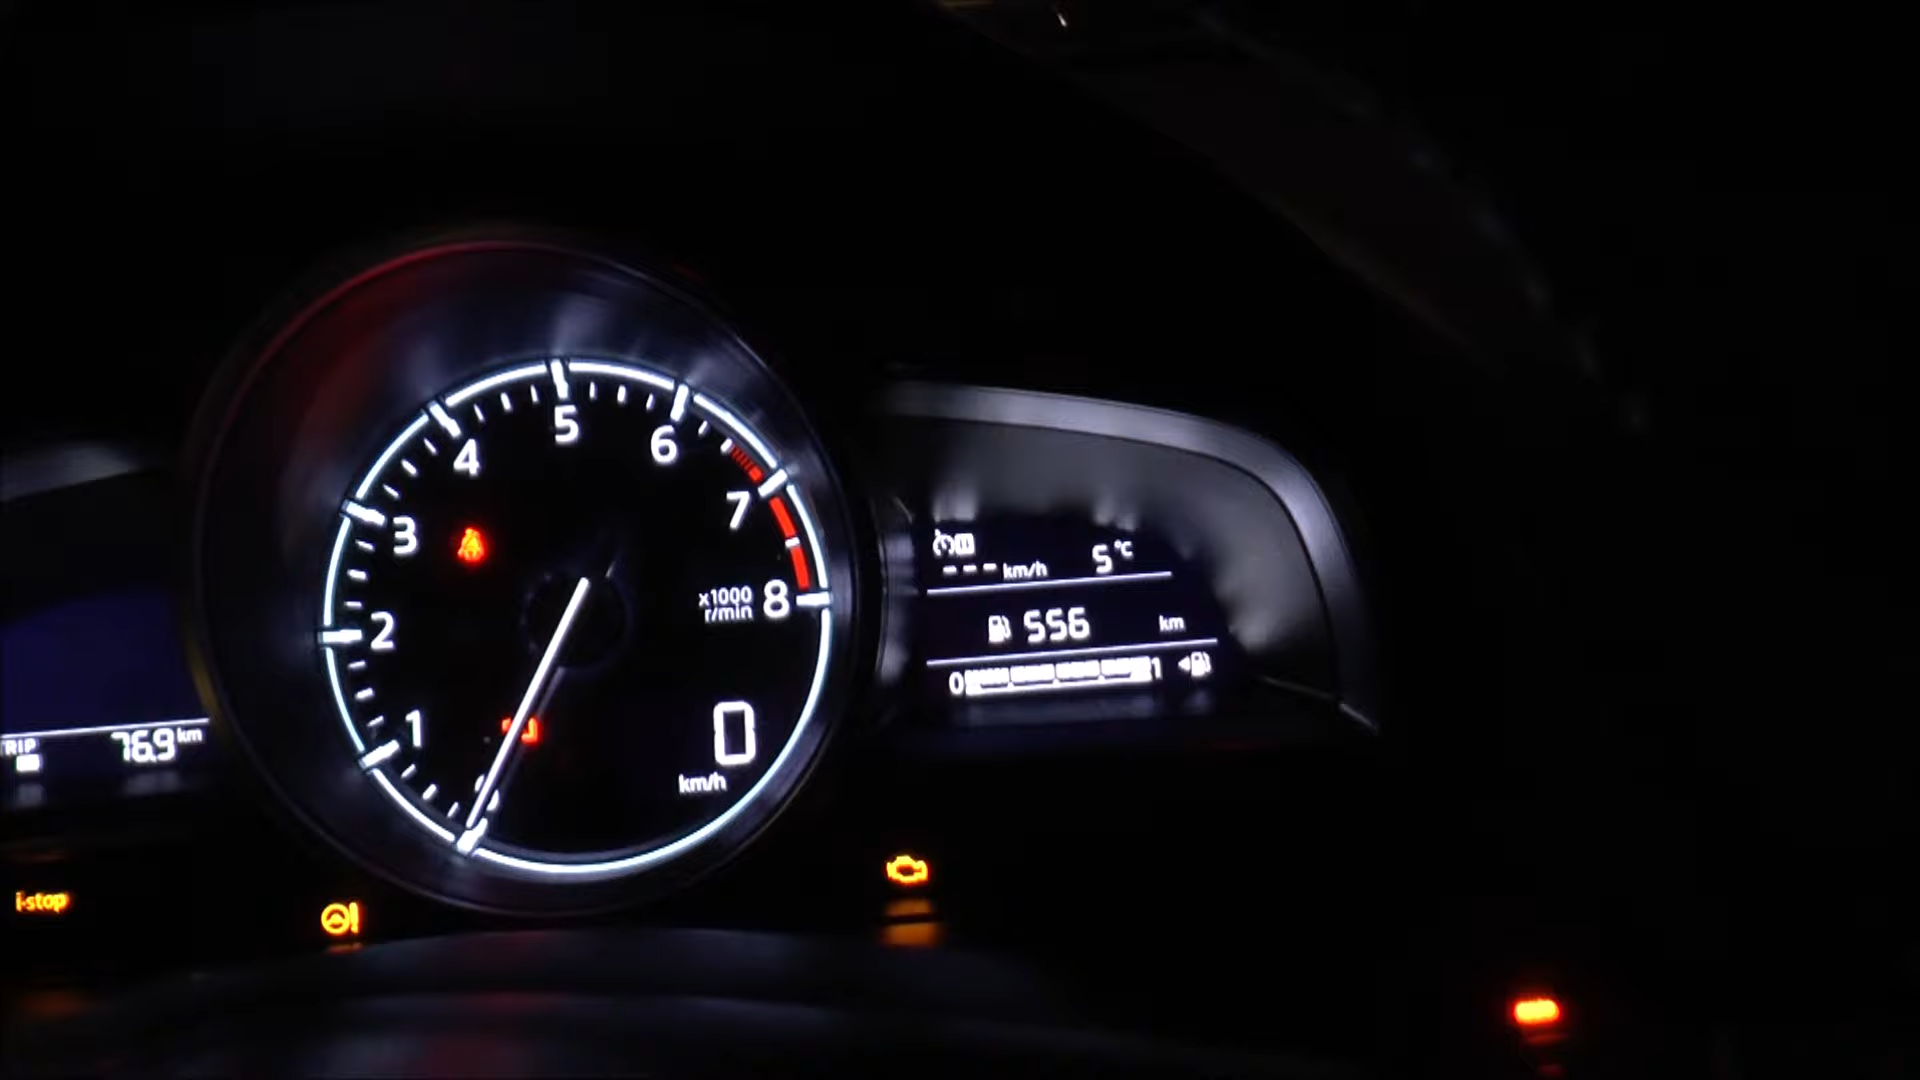 5
4
6
3
7
2
x1000
r/min
8
1
0
km/h
TRIP
76.9 km
--- km/h
5 °C
556 km
0
1
i-stop